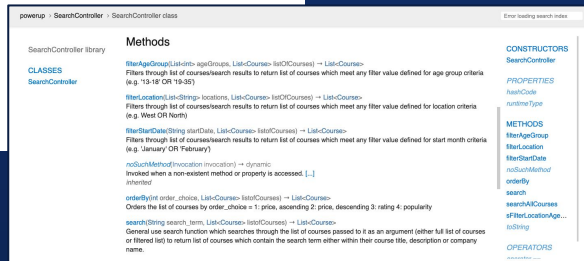 powerup > SearchController > SearchController class
Error loading search index
SearchController library
CLASSES
SearchController
Methods
filterAgeGroup(List<int> ageGroups, List<Course> listOfCourses) → List<Course>
Filters through list of courses/search results to return list of courses which meet any filter value defined for age group criteria
(e.g. '13-18' OR '19-35')
filterLocation(List<String> locations, List<Course> listOfCourses) → List<Course>
Filters through list of courses/search results to return list of courses which meet any filter value defined for location criteria
(e.g. West OR North)
filterStartDate(String startDate, List<Course> listofCourses) → List<Course>
Filters through list of courses/search results to return list of courses which meet any filter value defined for start month criteria
(e.g. 'January' OR 'February')
noSuchMethod(Invocation invocation) → dynamic
Invoked when a non-existent method or property is accessed. [...]
inherited
orderBy(int order_choice, List<Course> listofCourses) → List<Course>
Orders the list of courses by order_choice = 1: price, ascending 2: price, descending 3: rating 4: popularity
search(String search_term, List<Course> listofCourses) → List<Course>
General use search function which searches through the list of courses passed to it as an argument (either full list of courses
or filtered list) to return list of courses which contain the search term either within their course title, description or company
name.
CONSTRUCTORS
SearchController
PROPERTIES
hashCode
runtimeType
METHODS
filterAgeGroup
filterLocation
filterStartDate
noSuchMethod
orderBy
search
searchAllCourses
sFilterLocationAge...
toString
OPERATORS